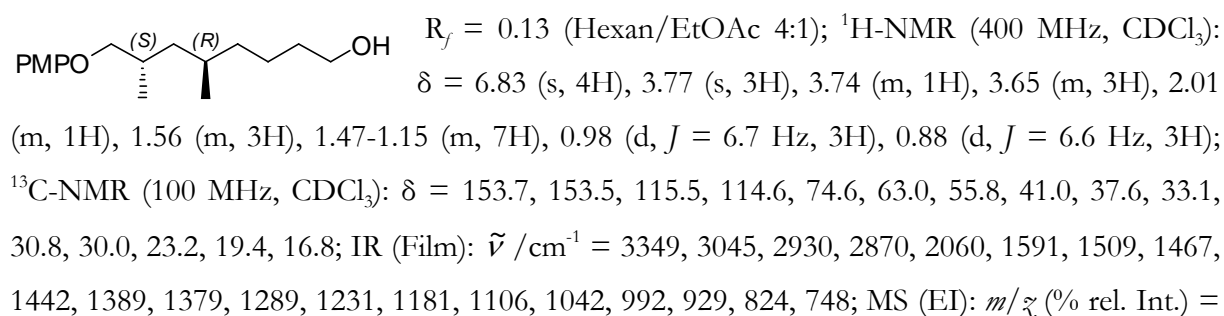 PMPO (S) (R) OH R𝑓 = 0.13 (Hexan/EtOAc 4:1); ¹H-NMR (400 MHz, CDCl₃):
δ = 6.83 (s, 4H), 3.77 (s, 3H), 3.74 (m, 1H), 3.65 (m, 3H), 2.01
(m, 1H), 1.56 (m, 3H), 1.47-1.15 (m, 7H), 0.98 (d, J = 6.7 Hz, 3H), 0.88 (d, J = 6.6 Hz, 3H);
¹³C-NMR (100 MHz, CDCl₃): δ = 153.7, 153.5, 115.5, 114.6, 74.6, 63.0, 55.8, 41.0, 37.6, 33.1,
30.8, 30.0, 23.2, 19.4, 16.8; IR (Film): ν̃ /cm⁻¹ = 3349, 3045, 2930, 2870, 2060, 1591, 1509, 1467,
1442, 1389, 1379, 1289, 1231, 1181, 1106, 1042, 992, 929, 824, 748; MS (EI): m/z (% rel. Int.) =